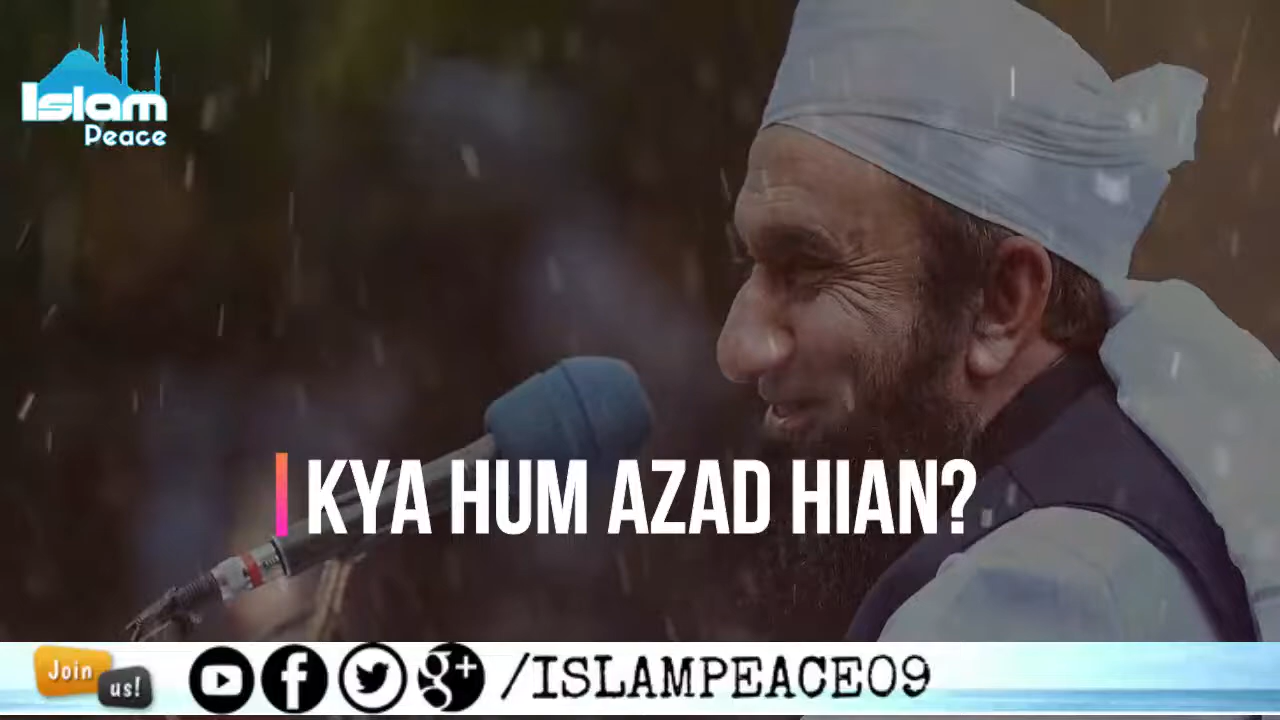 Islam
Peace
KYA HUM AZAD HIAN?
Join
us!
g+
/ISLAMPEACE09